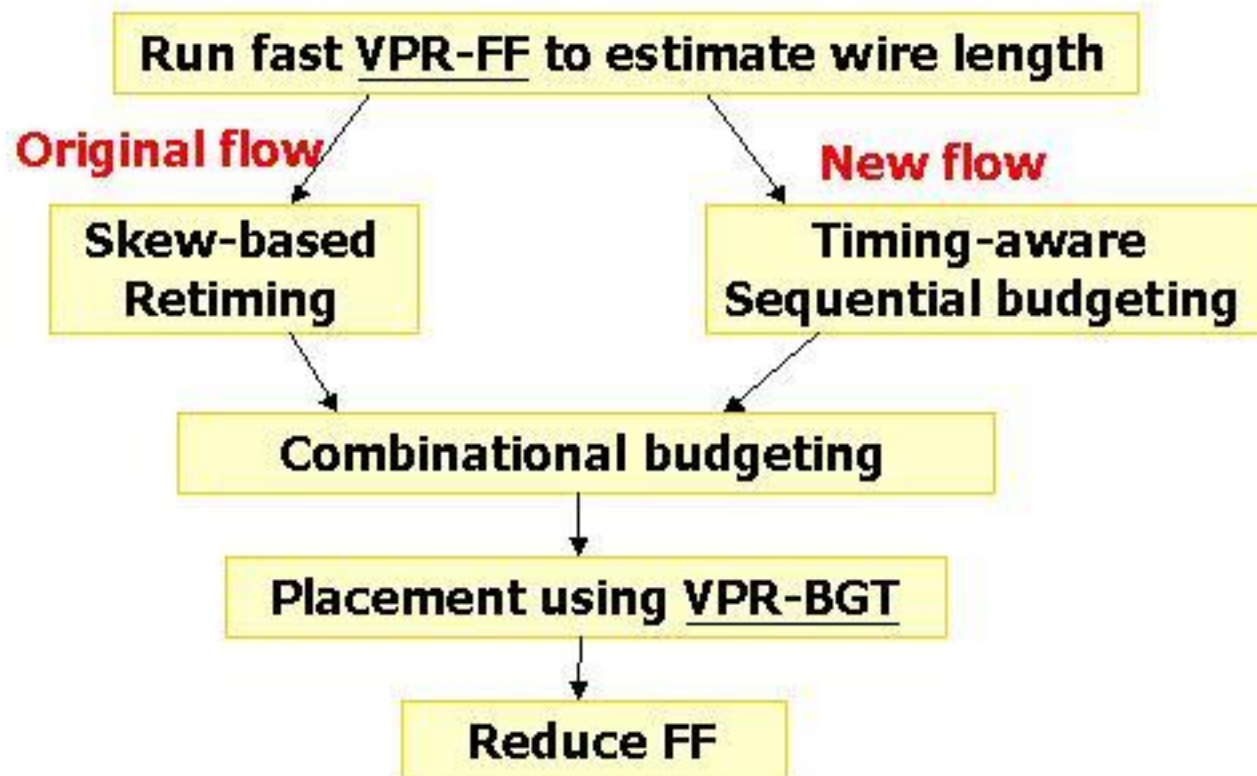 Run fast VPR-FF to estimate wire length
Original flow
New flow
Skew-based
Retiming
Timing-aware
Sequential budgeting
Combinational budgeting
Placement using VPR-BGT
Reduce FF